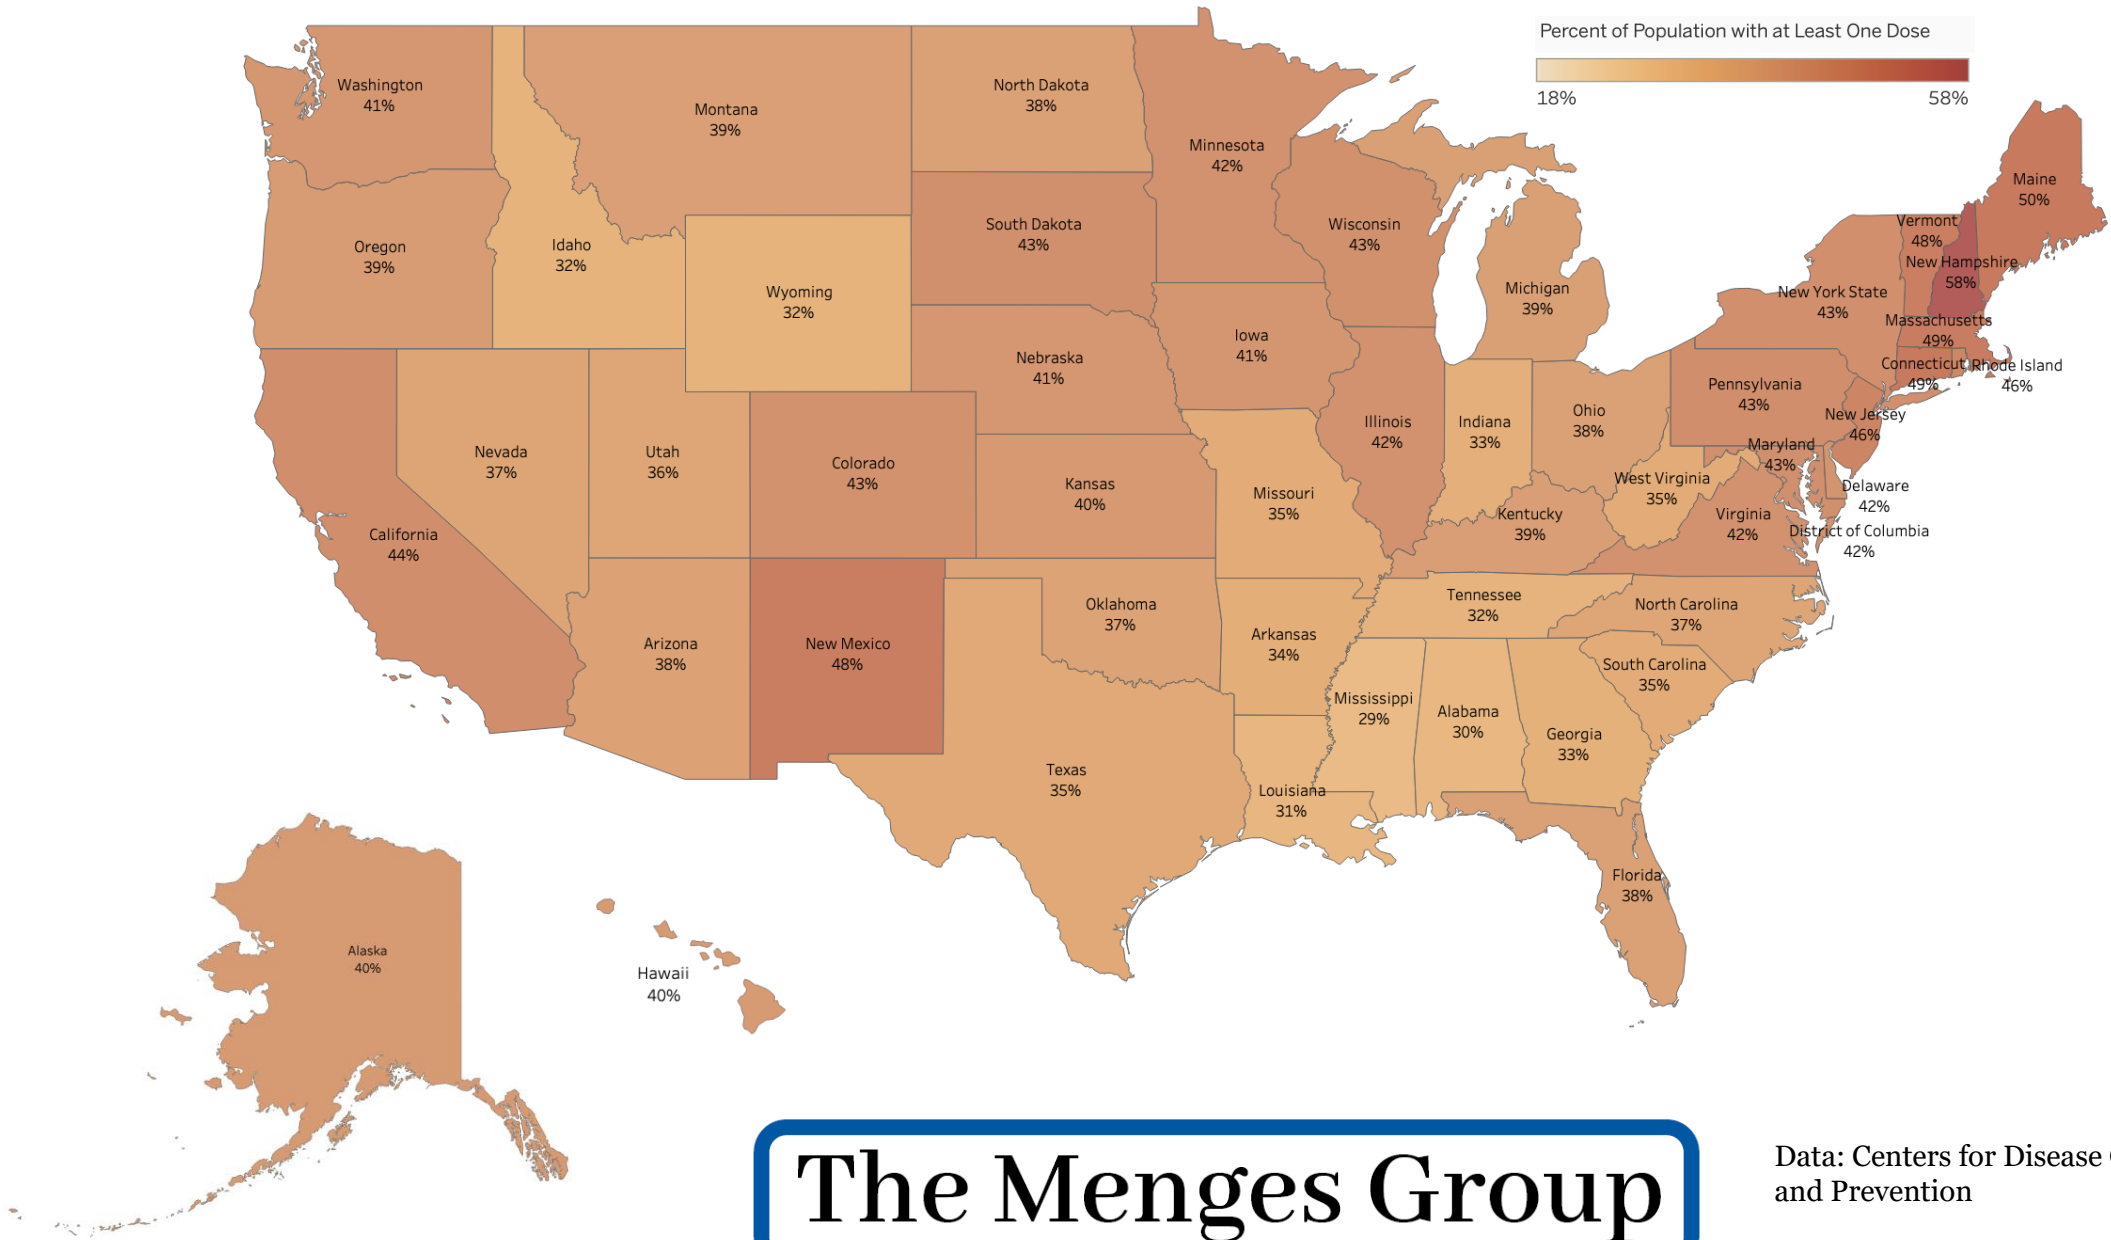 Percent of Population with at Least One Dose
18%
58%
Washington
41%
Montana
39%
North Dakota
38%
Minnesota
42%
Maine
50%
Oregon
39%
Idaho
32%
South Dakota
43%
Wisconsin
43%
Vermont
48%
New Hampshire
58%
Wyoming
32%
Michigan
39%
New York State
43%
Massachusetts
49%
Nebraska
41%
Iowa
41%
Connecticut
49%
Rhode Island
46%
Pennsylvania
43%
New Jersey
46%
Nevada
37%
Utah
36%
Colorado
43%
Kansas
40%
Missouri
35%
Illinois
42%
Indiana
33%
Ohio
38%
West Virginia
35%
Maryland
43%
Delaware
42%
California
44%
Kentucky
39%
Virginia
42%
District of Columbia
42%
Arizona
38%
New Mexico
48%
Oklahoma
37%
Arkansas
34%
Tennessee
32%
North Carolina
37%
South Carolina
35%
Mississippi
29%
Alabama
30%
Georgia
33%
Texas
35%
Louisiana
31%
Florida
38%
Alaska
40%
Hawaii
40%
The Menges Group
Data: Centers for Disease
and Prevention